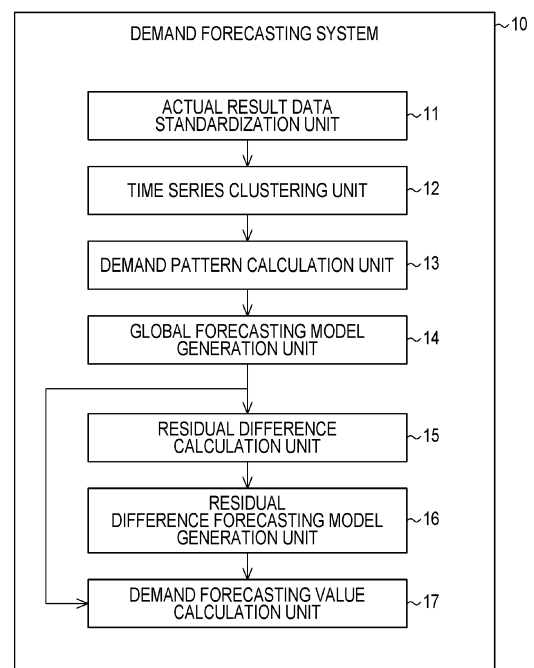 DEMAND FORECASTING SYSTEM
10
ACTUAL RESULT DATA
STANDARDIZATION UNIT
11
TIME SERIES CLUSTERING UNIT
12
DEMAND PATTERN CALCULATION UNIT
13
GLOBAL FORECASTING MODEL
GENERATION UNIT
14
RESIDUAL DIFFERENCE
CALCULATION UNIT
15
RESIDUAL
DIFFERENCE FORECASTING MODEL
GENERATION UNIT
16
DEMAND FORECASTING VALUE
CALCULATION UNIT
17